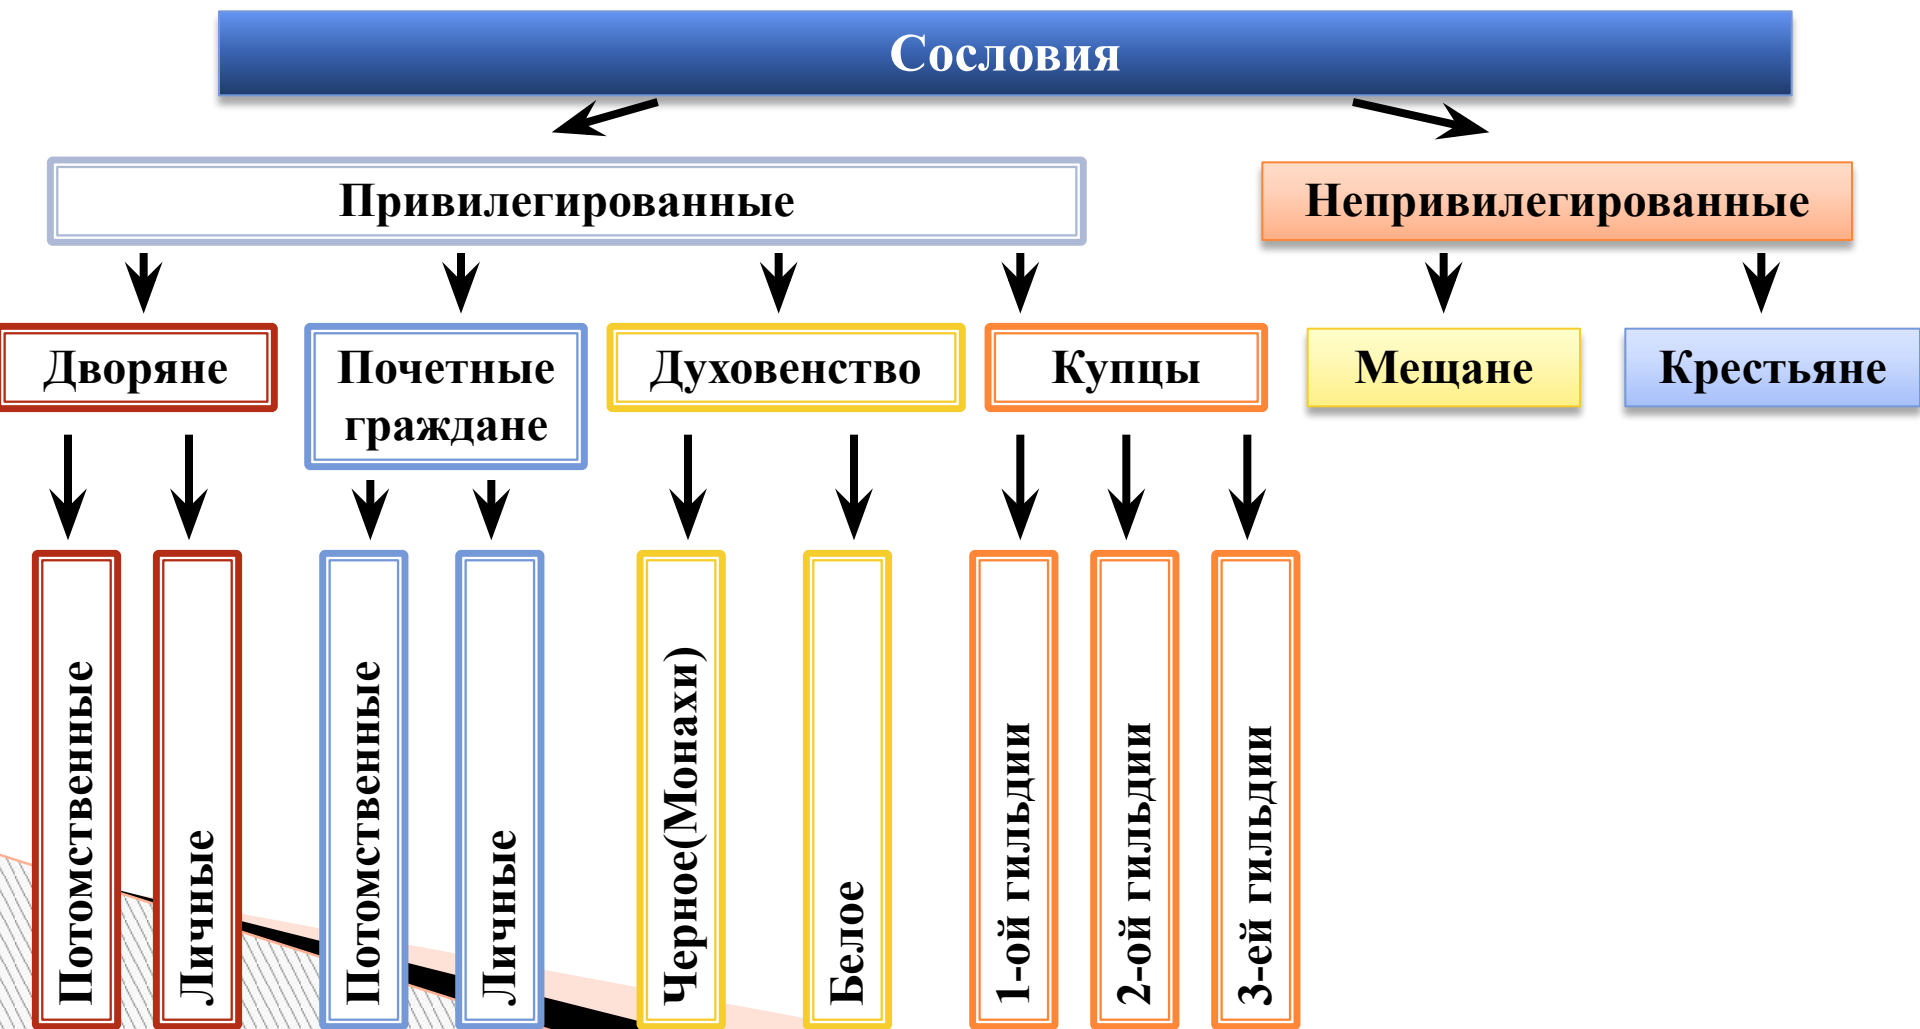 Сословия
Привилегированные
Непривилегированные
Дворяне
Почетные
граждане
Духовенство
Купцы
Мещане
Крестьяне
Потомственные
Личные
Потомственные
Личные
Черное(Монахи)
Белое
1-ой гильдии
2-ой гильдии
3-ей гильдии